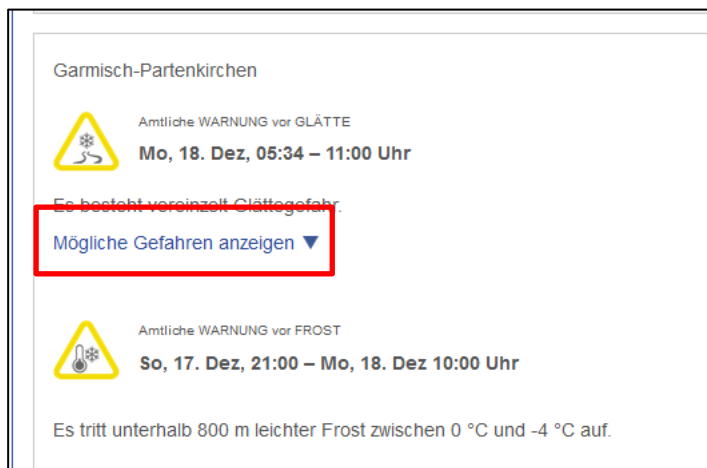 Garmisch-Partenkirchen
Amtliche WARNUNG vor GLÄTTE
Mo, 18. Dez, 05:34 – 11:00 Uhr
Es besteht vereinzelt Glättegefahr.
Mögliche Gefahren anzeigen ▼
Amtliche WARNUNG vor FROST
So, 17. Dez, 21:00 – Mo, 18. Dez 10:00 Uhr
Es tritt unterhalb 800 m leichter Frost zwischen 0 °C und -4 °C auf.